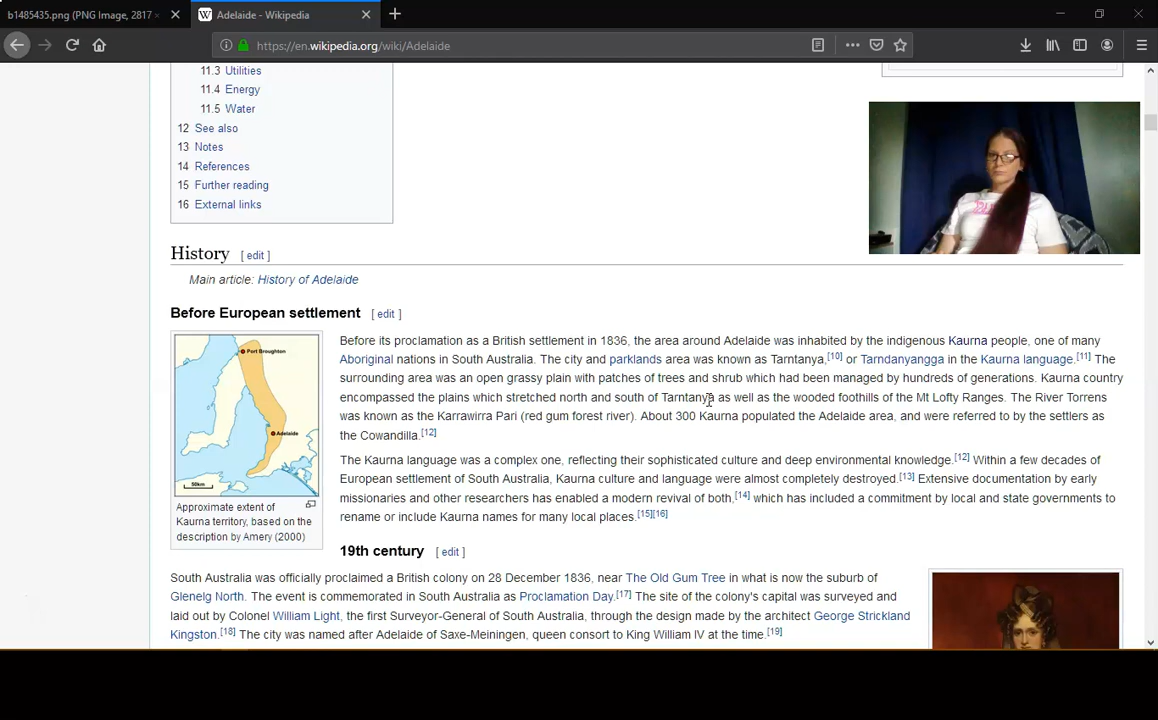 b1485435.png (PNG Image, 2817
Adelaide - Wikipedia
https://en.wikipedia.org/wiki/Adelaide
11.3 Utilities
11.4 Energy
11.5 Water
12 See also
13 Notes
14 References
15 Further reading
16 External links
History [ edit ]
Main article: History of Adelaide
Before European settlement [ edit ]
Port Broughton
Adelaide
50km
Approximate extent of
Kaurna territory, based on the
description by Amery (2000)
Before its proclamation as a British settlement in 1836, the area around Adelaide was inhabited by the indigenous Kaurna people, one of many
Aboriginal nations in South Australia. The city and parklands area was known as Tarntanya,[10] or Tarndanyangga in the Kaurna language.[11] The
surrounding area was an open grassy plain with patches of trees and shrub which had been managed by hundreds of generations. Kaurna country
encompassed the plains which stretched north and south of Tarntanya as well as the wooded foothills of the Mt Lofty Ranges. The River Torrens
was known as the Karrawirra Pari (red gum forest river). About 300 Kaurna populated the Adelaide area, and were referred to by the settlers as
the Cowandilla.[12]
The Kaurna language was a complex one, reflecting their sophisticated culture and deep environmental knowledge.[12] Within a few decades of
European settlement of South Australia, Kaurna culture and language were almost completely destroyed.[13] Extensive documentation by early
missionaries and other researchers has enabled a modern revival of both,[14] which has included a commitment by local and state governments to
rename or include Kaurna names for many local places.[15][16]
19th century [ edit ]
South Australia was officially proclaimed a British colony on 28 December 1836, near The Old Gum Tree in what is now the suburb of
Glenelg North. The event is commemorated in South Australia as Proclamation Day.[17] The site of the colony's capital was surveyed and
laid out by Colonel William Light, the first Surveyor-General of South Australia, through the design made by the architect George Strickland
Kingston.[18] The city was named after Adelaide of Saxe-Meiningen, queen consort to King William IV at the time.[19]